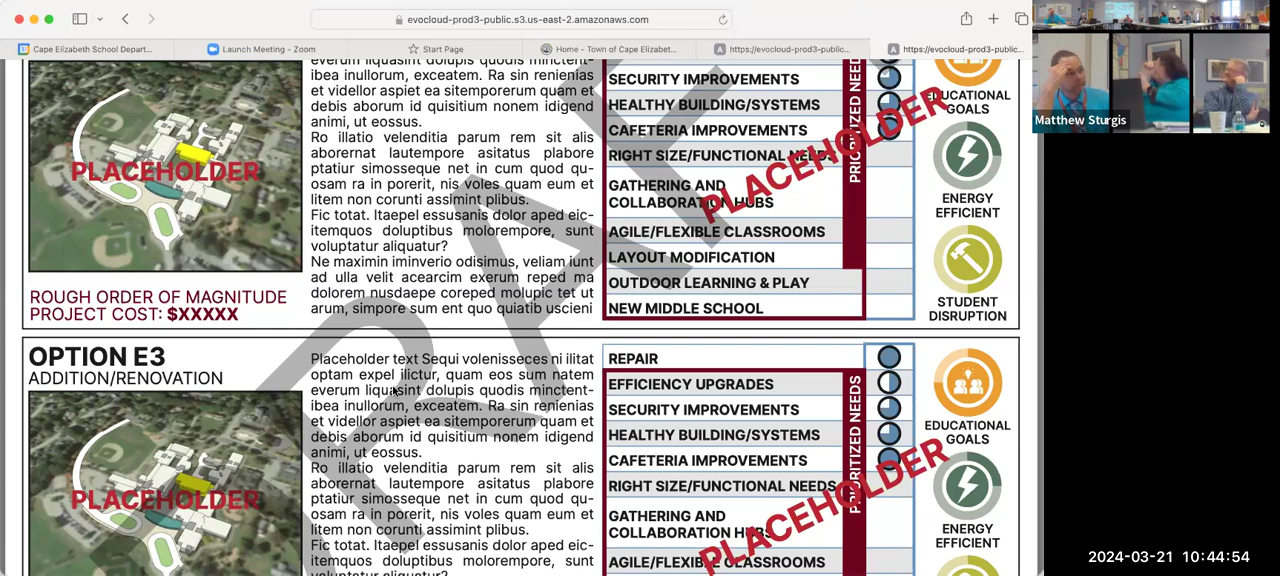 evocloud-prod3-public.s3.us-east-2.amazonaws.com
Cape Elizabeth School Depart...
Launch Meeting - Zoom
Start Page
Home - Town of Cape Elizabet...
https://evocloud-prod3-public...
https://evocloud-prod3-public...
Matthew Sturgis
PLACEHOLDER
ROUGH ORDER OF MAGNITUDE
PROJECT COST: $XXXXX
everum liquasint dolupis quodis minctent-
ibea inullorum, exceatem. Ra sin renienias
et videllor aspiet ea sitemporerum quam et
debis aborum id quisitium nonem idigend
animi, ut eossus.
Ro illatio velenditia parum rem sit alis
aborernat lautempore asitatus plabore
ptatiur simosseque net in cum quod qu-
osam ra in porerit, nis voles quam eum et
litem non corunti assimint plibus.
Fic totat. Itaepel essusanis dolor aped eic-
itemquos doluptibus molorempore, sunt
voluptatur aliquatur?
Ne maximin iminverio odisimus, veliam iunt
ad ulla velit acearcim exerum reped ma
dolorem nusdaepe coreped molupic tet ut
arum, simpore sum ent quo quiatib uscieni
SECURITY IMPROVEMENTS
HEALTHY BUILDING/SYSTEMS
CAFETERIA IMPROVEMENTS
RIGHT SIZE/FUNCTIONAL NEEDS
GATHERING AND
COLLABORATION HUBS
AGILE/FLEXIBLE CLASSROOMS
LAYOUT MODIFICATION
OUTDOOR LEARNING & PLAY
NEW MIDDLE SCHOOL
PRIORITIZED NEEDS
PLACEHOLDER
EDUCATIONAL
GOALS
ENERGY
EFFICIENT
STUDENT
DISRUPTION
OPTION E3
ADDITION/RENOVATION
PLACEHOLDER
Placeholder text Sequi volenisseces ni ilitat
optam expel ilictur, quam eos sum natem
everum liquasint dolupis quodis minctent-
ibea inullorum, exceatem. Ra sin renienias
et videllor aspiet ea sitemporerum quam et
debis aborum id quisitium nonem idigend
animi, ut eossus.
Ro illatio velenditia parum rem sit alis
aborernat lautempore asitatus plabore
ptatiur simosseque net in cum quod qu-
osam ra in porerit, nis voles quam eum et
litem non corunti assimint plibus.
Fic totat. Itaepel essusanis dolor aped eic-
itemquos doluptibus molorempore, sunt
voluptatur aliquatur?
REPAIR
EFFICIENCY UPGRADES
SECURITY IMPROVEMENTS
HEALTHY BUILDING/SYSTEMS
CAFETERIA IMPROVEMENTS
RIGHT SIZE/FUNCTIONAL NEEDS
GATHERING AND
COLLABORATION HUBS
AGILE/FLEXIBLE CLASSROOMS
PRIORITIZED NEEDS
PLACEHOLDER
EDUCATIONAL
GOALS
ENERGY
EFFICIENT
DRAFT
2024-03-21 10:44:54